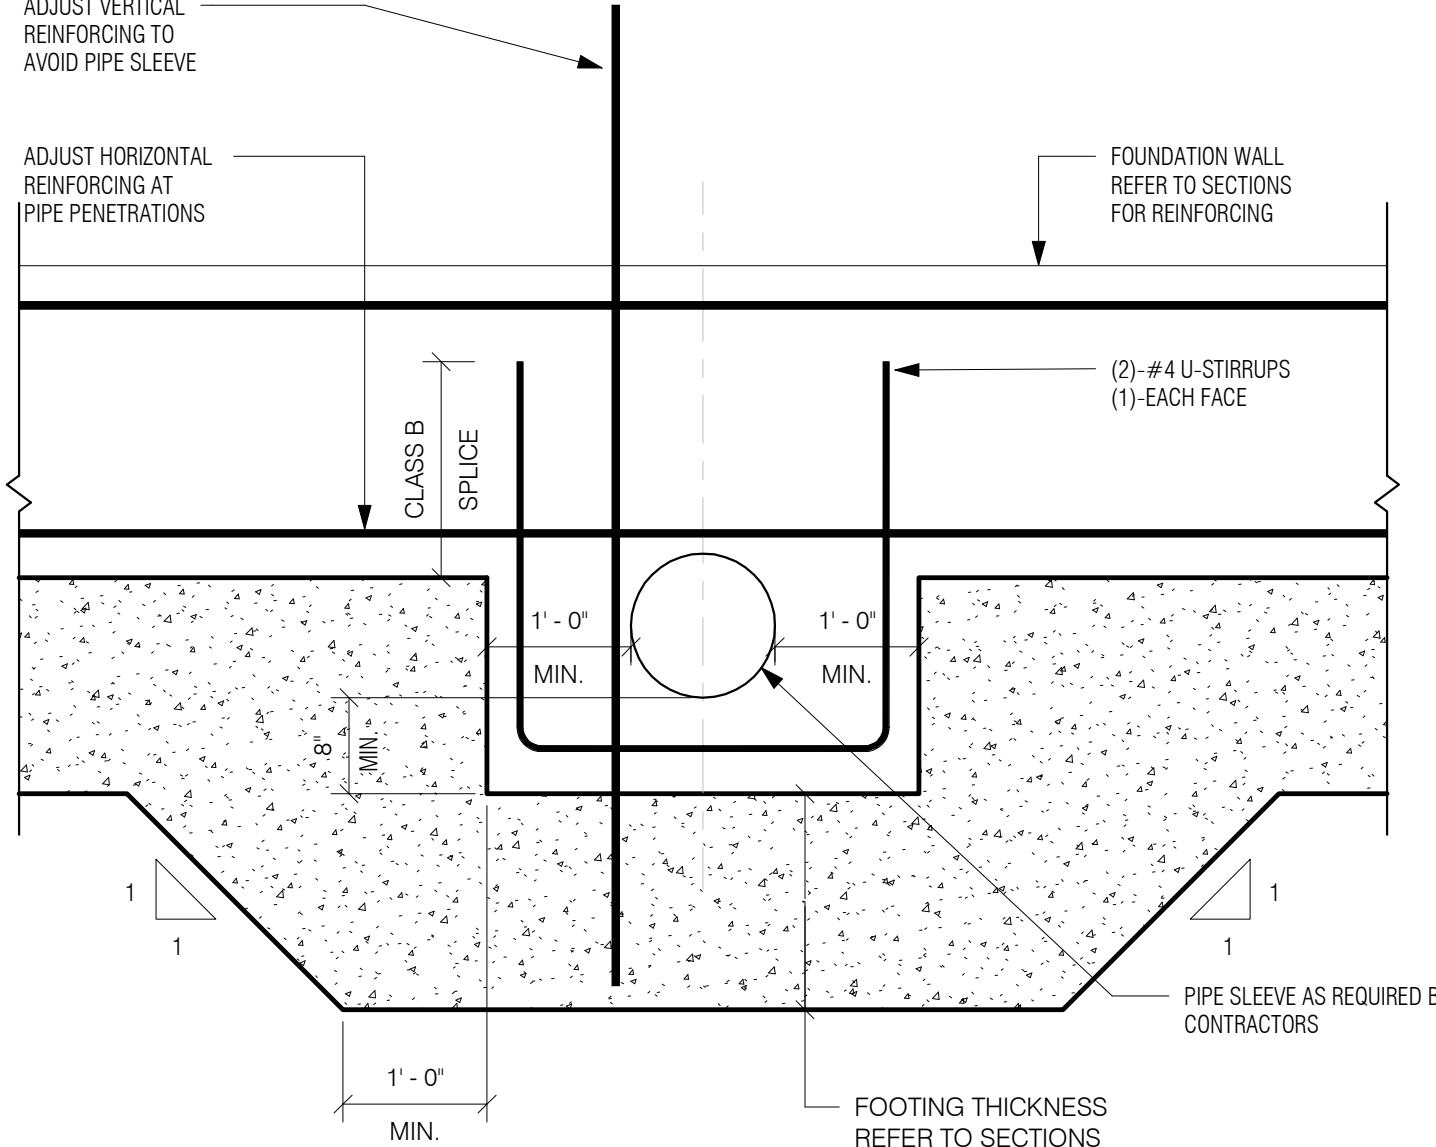 ADJUST VERTICAL
REINFORCING TO
AVOID PIPE SLEEVE
ADJUST HORIZONTAL
REINFORCING AT
PIPE PENETRATIONS
FOUNDATION WALL
REFER TO SECTIONS
FOR REINFORCING
(2)-#4 U-STIRRUPS
(1)-EACH FACE
CLASS B
SPLICE
1' - 0"
MIN.
1' - 0"
MIN.
8"
MIN.
1
1
1
1
PIPE SLEEVE AS REQUIRED
CONTRACTORS
1' - 0"
MIN.
FOOTING THICKNESS
REFER TO SECTIONS